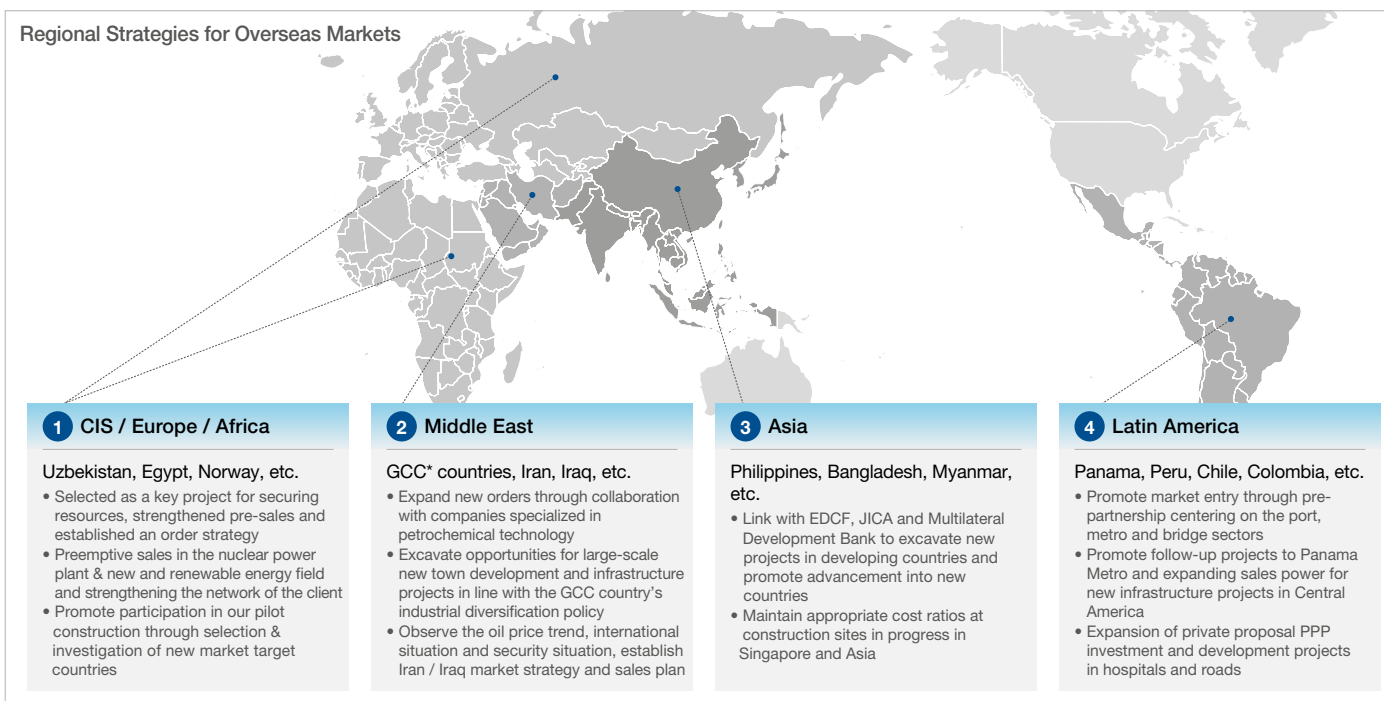 Regional Strategies for Overseas Markets
1 CIS / Europe / Africa
Uzbekistan, Egypt, Norway, etc.
• Selected as a key project for securing
resources, strengthened pre-sales and
established an order strategy
• Preemptive sales in the nuclear power
plant & new and renewable energy field
and strengthening the network of the client
• Promote participation in our pilot
construction through selection &
investigation of new market target
countries
2 Middle East
GCC* countries, Iran, Iraq, etc.
• Expand new orders through collaboration
with companies specialized in
petrochemical technology
• Excavate opportunities for large-scale
new town development and infrastructure
projects in line with the GCC country's
industrial diversification policy
• Observe the oil price trend, international
situation and security situation, establish
Iran / Iraq market strategy and sales plan
3 Asia
Philippines, Bangladesh, Myanmar,
etc.
• Link with EDCF, JICA and Multilateral
Development Bank to excavate new
projects in developing countries and
promote advancement into new
countries
• Maintain appropriate cost ratios at
construction sites in progress in
Singapore and Asia
4 Latin America
Panama, Peru, Chile, Colombia, etc.
• Promote market entry through pre-
partnership centering on the port,
metro and bridge sectors
• Promote follow-up projects to Panama
Metro and expanding sales power for
new infrastructure projects in Central
America
• Expansion of private proposal PPP
investment and development projects
in hospitals and roads